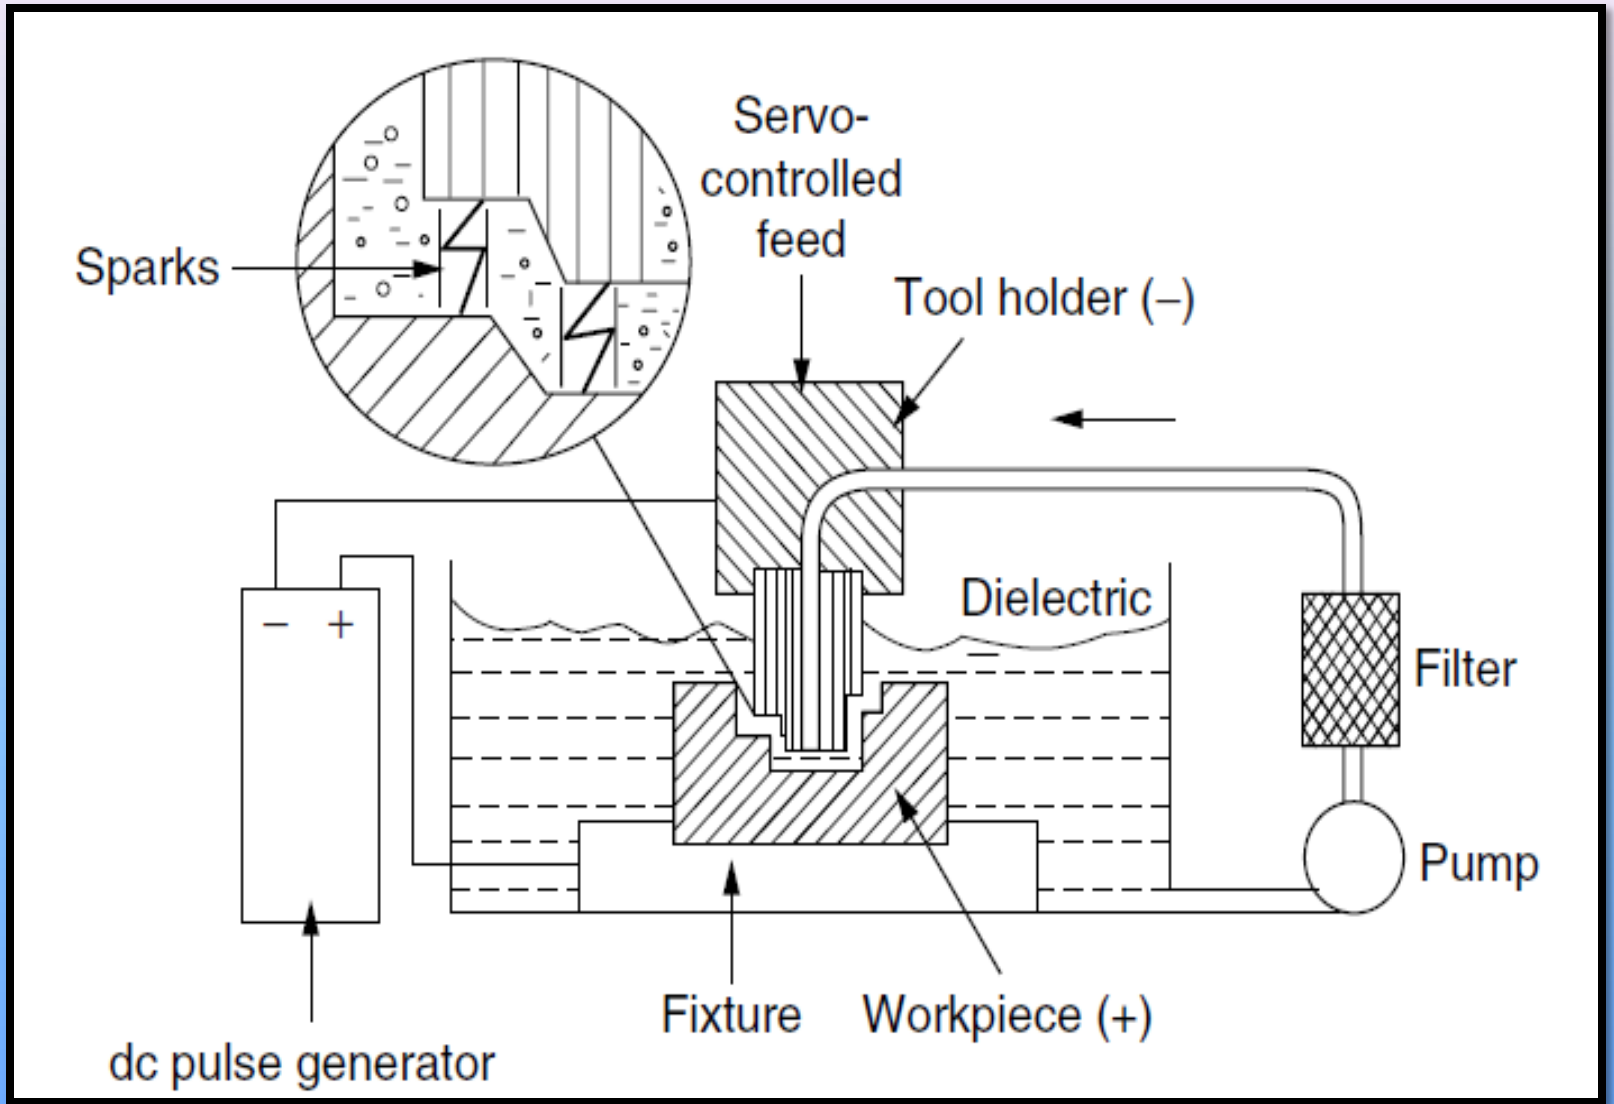 Servo-
controlled
feed
Sparks
Tool holder (–)
Dielectric
– +
Filter
Pump
Fixture
Workpiece (+)
dc pulse generator